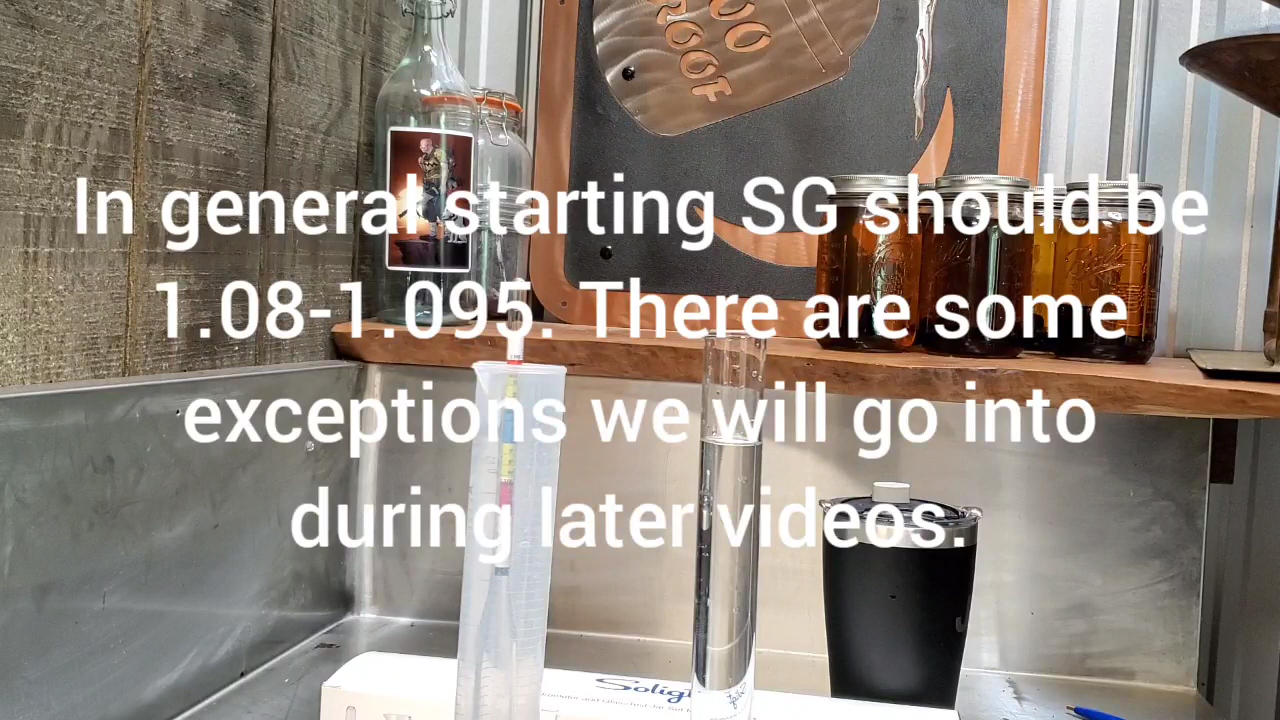 ROOF
In general starting SG should be
1.08-1.095. There are some
exceptions we will go into
during later videos.